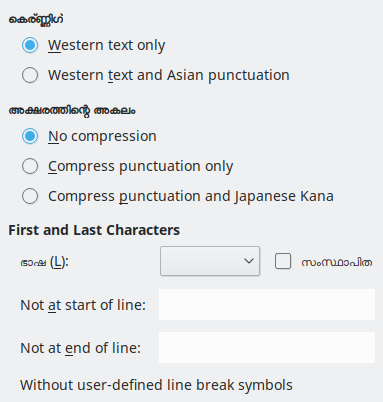 കെര്‍ണ്ണിഗ്
Western text only
Western text and Asian punctuation
അക്ഷരത്തിന്റെ അകലം
No compression
Compress punctuation only
Compress punctuation and Japanese Kana
First and Last Characters
ഭാഷ (L):
സംസ്ഥാപിത
Not at start of line:
Not at end of line:
Without user-defined line break symbols